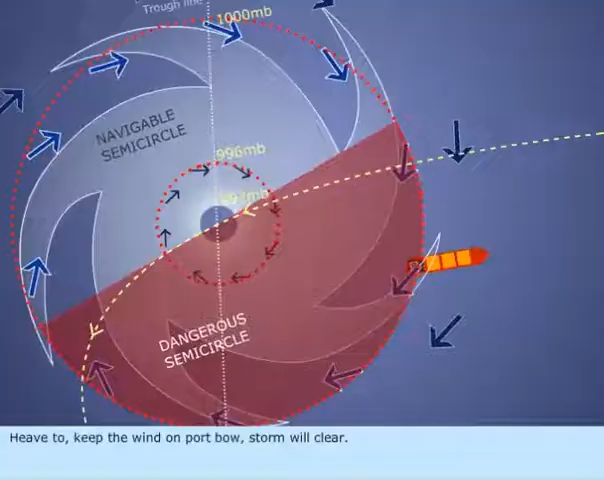 Trough line
1000mb
NAVIGABLE
SEMICIRCLE
996mb
DANGEROUS
SEMICIRCLE
Heave to, keep the wind on port bow, storm will clear.